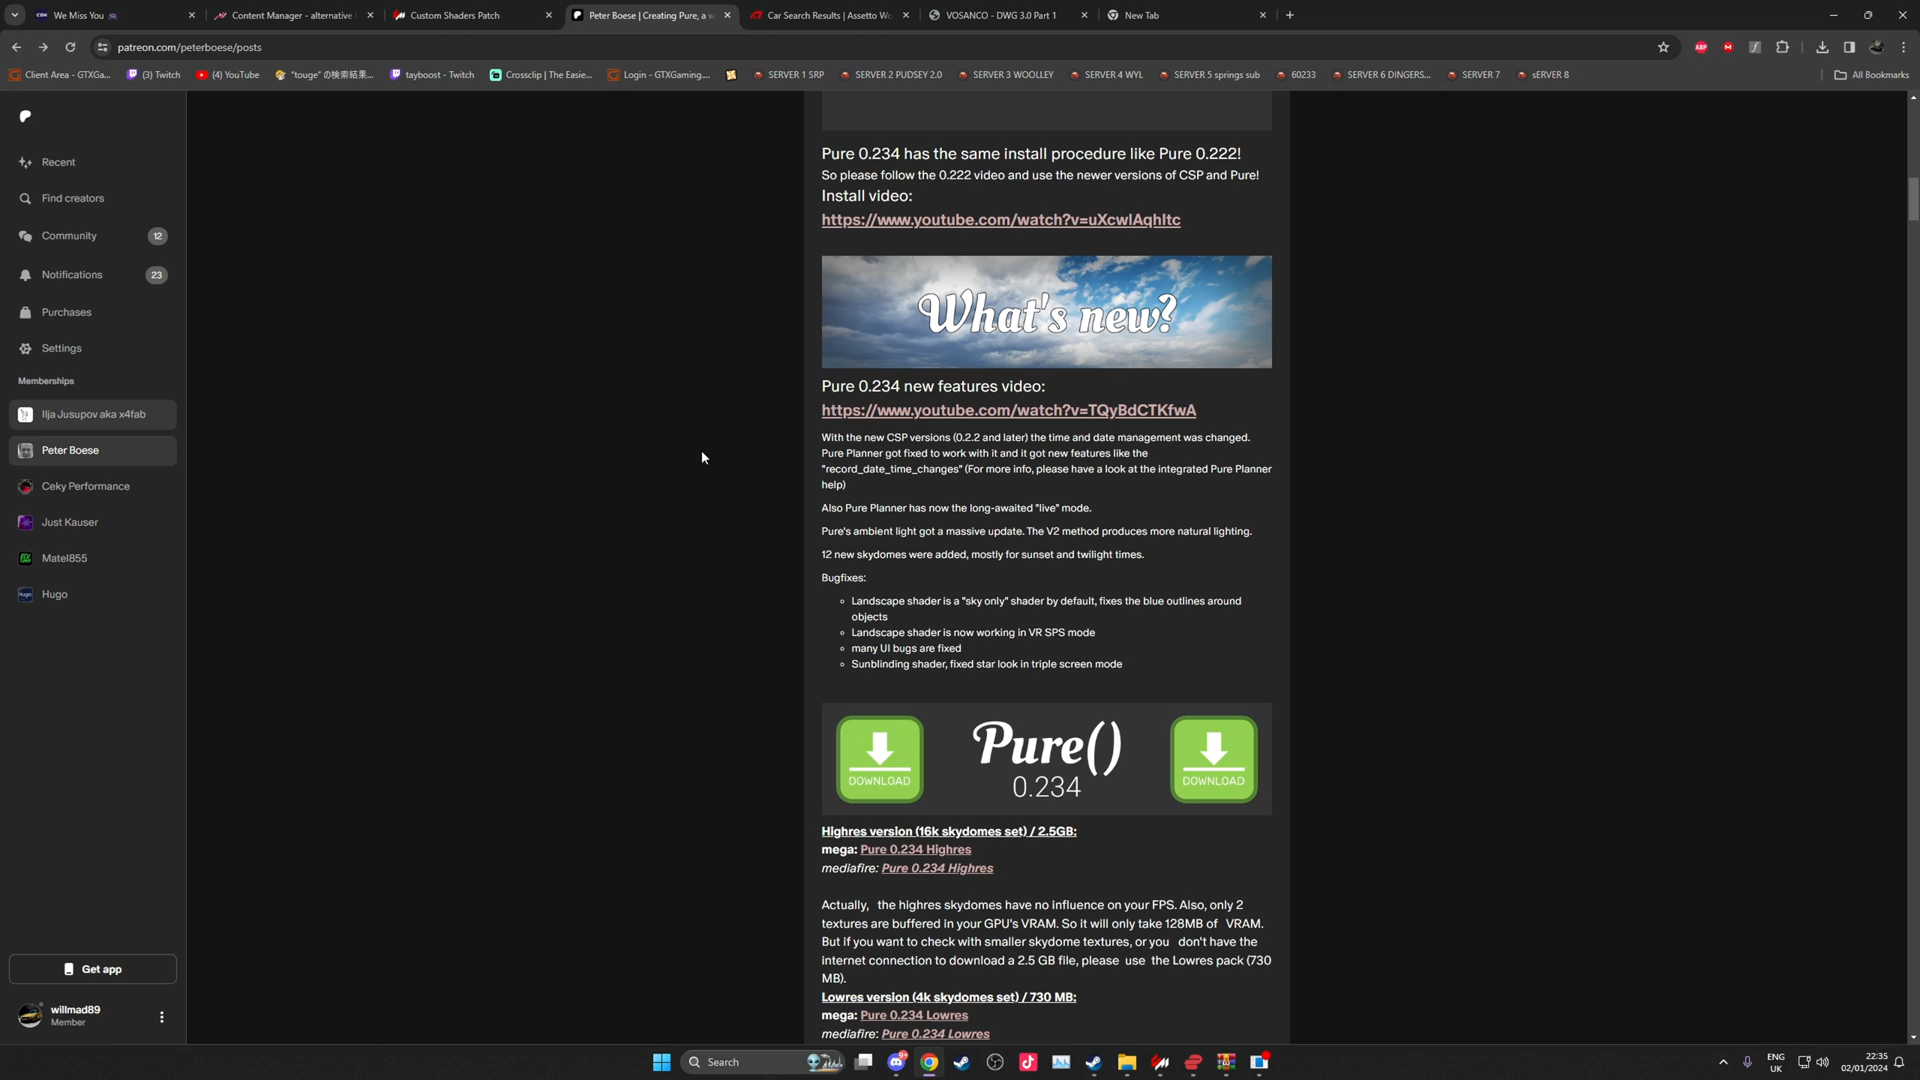 We Miss You
Content Manager - alternative
Custom Shaders Patch
Peter Boese | Creating Pure, a w
Car Search Results | Assetto Wo
VOSANCO - DWG 3.0 Part 1
New Tab
patreon.com/peterboese/posts
Client Area - GTXGa...
(3) Twitch
(4) YouTube
"touge" の検索結果...
tayboost - Twitch
Crossclip | The Easie...
Login - GTXGaming....
SERVER 1 SRP
SERVER 2 PUDSEY 2.0
SERVER 3 WOOLLEY
SERVER 4 WYL
SERVER 5 springs sub
60233
SERVER 6 DINGERS...
SERVER 7
sERVER 8
All Bookmarks
Recent
Find creators
Community
12
Notifications
23
Purchases
Settings
Memberships
Ilja Jusupov aka x4fab
Peter Boese
Ceky Performance
Just Kauser
Matel855
Hugo
Get app
willmad89
Member
Pure 0.234 has the same install procedure like Pure 0.222!
So please follow the 0.222 video and use the newer versions of CSP and Pure!
Install video:
https://www.youtube.com/watch?v=uXcwIAqhItc
What's new?
Pure 0.234 new features video:
https://www.youtube.com/watch?v=TQyBdCTKfwA
With the new CSP versions (0.2.2 and later) the time and date management was changed.
Pure Planner got fixed to work with it and it got new features like the
"record_date_time_changes" (For more info, please have a look at the integrated Pure Planner
help)
Also Pure Planner has now the long-awaited "live" mode.
Pure's ambient light got a massive update. The V2 method produces more natural lighting.
12 new skydomes were added, mostly for sunset and twilight times.
Bugfixes:
Landscape shader is a "sky only" shader by default, fixes the blue outlines around
objects
Landscape shader is now working in VR SPS mode
many UI bugs are fixed
Sunblinding shader, fixed star look in triple screen mode
DOWNLOAD
Pure()
0.234
DOWNLOAD
Highres version (16k skydomes set) / 2.5GB:
mega: Pure 0.234 Highres
mediafire: Pure 0.234 Highres
Actually, the highres skydomes have no influence on your FPS. Also, only 2
textures are buffered in your GPU's VRAM. So it will only take 128MB of VRAM.
But if you want to check with smaller skydome textures, or you don't have the
internet connection to download a 2.5 GB file, please use the Lowres pack (730
MB).
Lowres version (4k skydomes set) / 730 MB:
mega: Pure 0.234 Lowres
mediafire: Pure 0.234 Lowres
Search
ENG
UK
22:35
02/01/2024